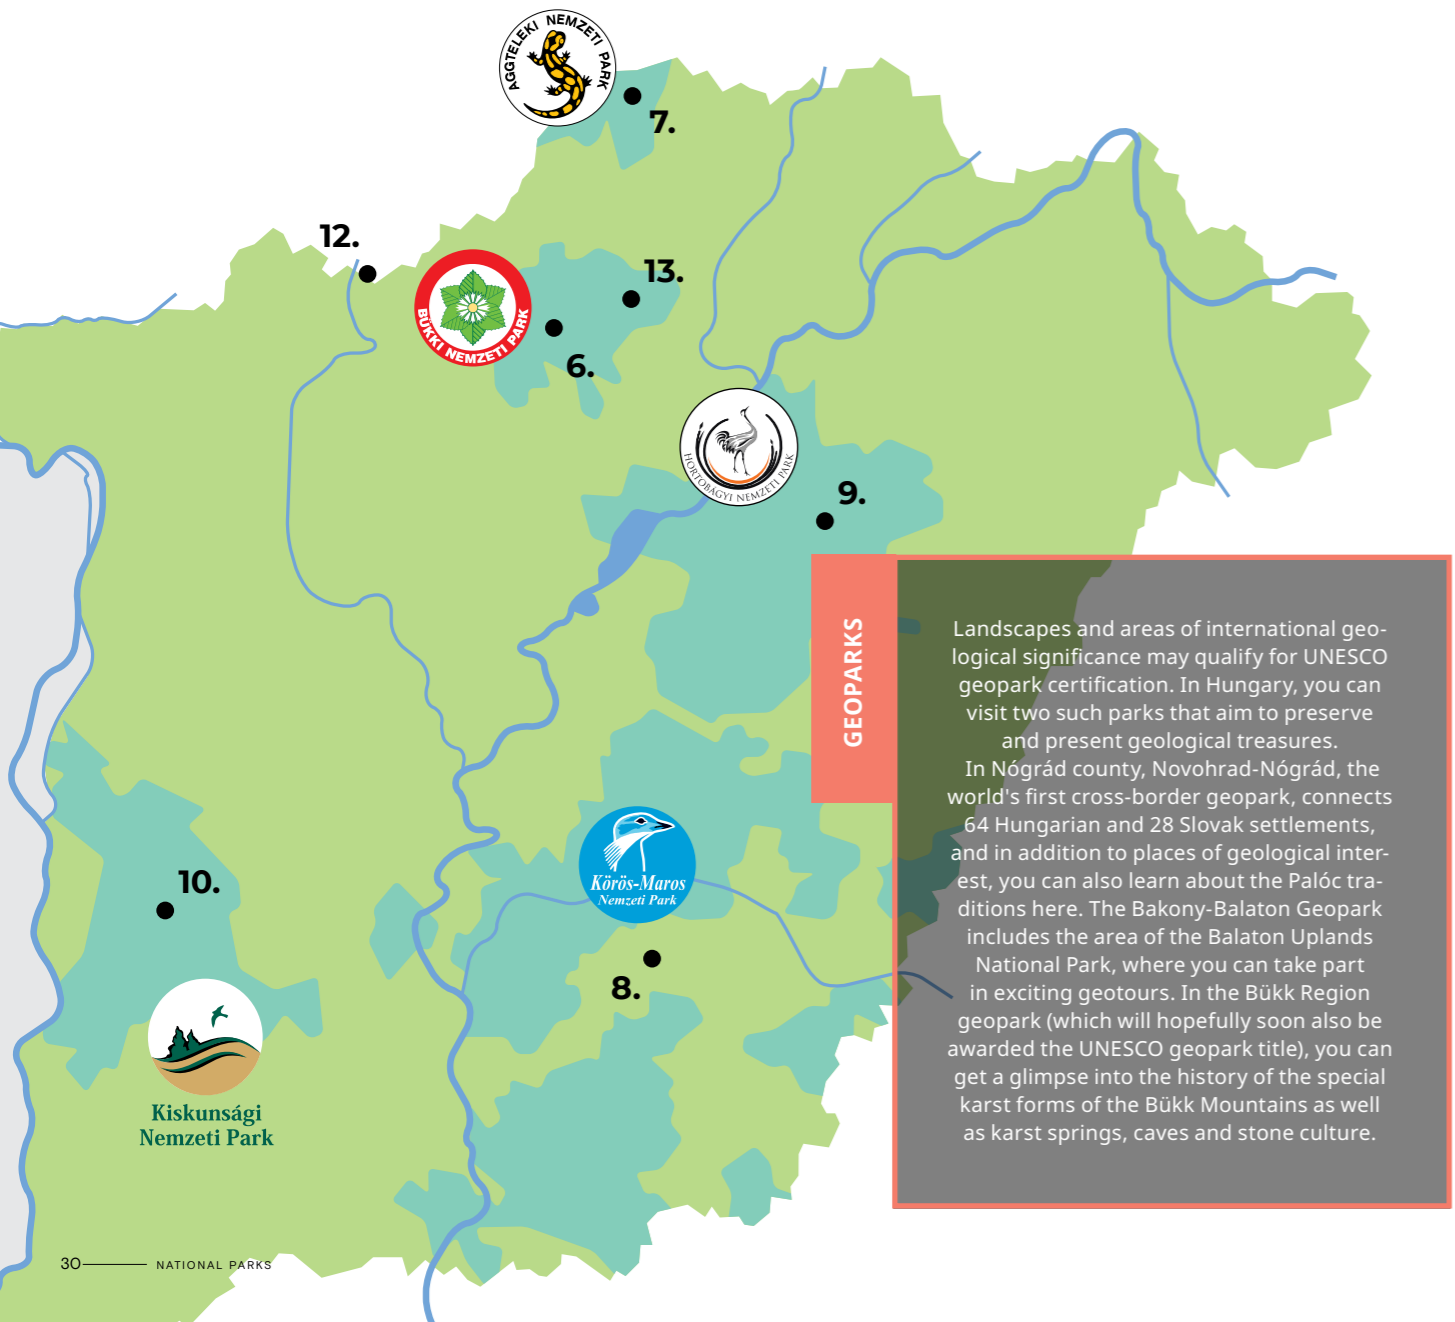 AGGTELEKI NEMZETI PARK
7.
12.
BÜKKI NEMZETI PARK
13.
6.
HORTOBÁGYI NEMZETI PARK
9.
GEOPARKS
Landscapes and areas of international geo-
logical significance may qualify for UNESCO
geopark certification. In Hungary, you can
visit two such parks that aim to preserve
and present geological treasures.
In Nógrád county, Novohrad-Nógrád, the
world's first cross-border geopark, connects
64 Hungarian and 28 Slovak settlements,
and in addition to places of geological inter-
est, you can also learn about the Palóc tra-
ditions here. The Bakony-Balaton Geopark
includes the area of the Balaton Uplands
National Park, where you can take part
in exciting geotours. In the Bükk Region
geopark (which will hopefully soon also be
awarded the UNESCO geopark title), you can
get a glimpse into the history of the special
karst forms of the Bükk Mountains as well
as karst springs, caves and stone culture.
Körös-Maros
Nemzeti Park
10.
8.
Kiskunsági
Nemzeti Park
30 NATIONAL PARKS